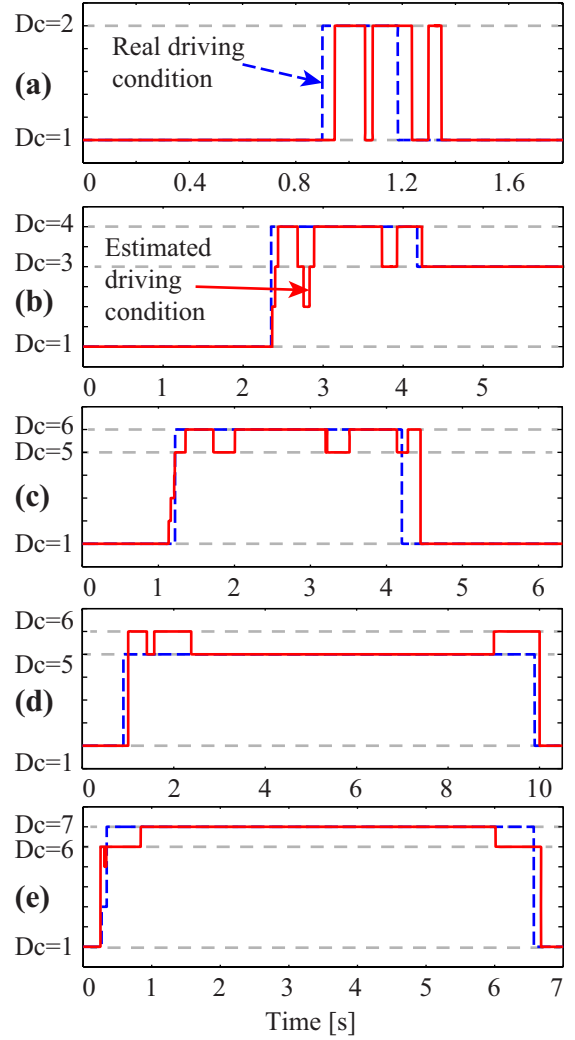 Dc=2
Real driving
condition
(a)
Dc=1
0 0.4 0.8 1.2 1.6
Dc=4
Estimated
driving
condition
Dc=3
(b)
Dc=1
0 1 2 3 4 5
Dc=6
Dc=5
(c)
Dc=1
0 1 2 3 4 5 6
Dc=6
Dc=5
(d)
Dc=1
0 2 4 6 8 10
Dc=7
Dc=6
(e)
Dc=1
0 1 2 3 4 5 6 7
Time [s]